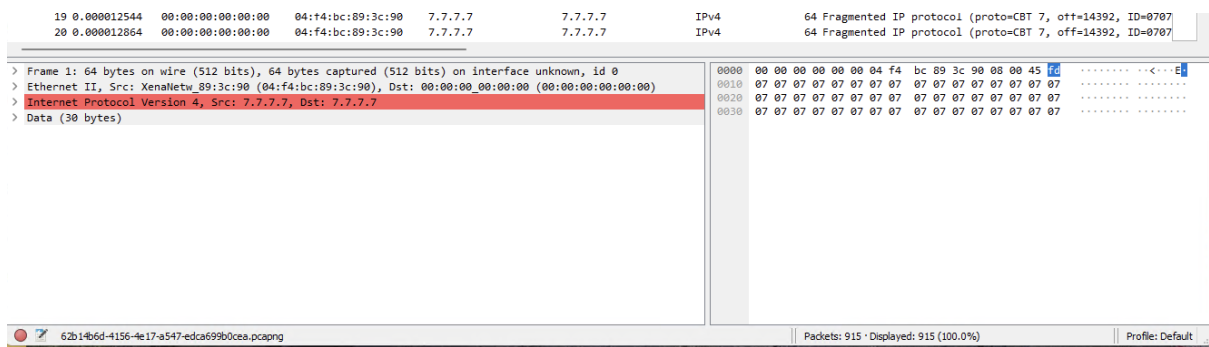 19 0.000012544 00:00:00:00:00:00 04:f4:bc:89:3c:90 7.7.7.7 7.7.7.7 IPv4 64 Fragmented IP protocol (proto=CBT 7, off=14392, ID=0707
20 0.000012864 00:00:00:00:00:00 04:f4:bc:89:3c:90 7.7.7.7 7.7.7.7 IPv4 64 Fragmented IP protocol (proto=CBT 7, off=14392, ID=0707
> Frame 1: 64 bytes on wire (512 bits), 64 bytes captured (512 bits) on interface unknown, id 0
> Ethernet II, Src: XenaNetw_89:3c:90 (04:f4:bc:89:3c:90), Dst: 00:00:00_00:00:00 (00:00:00:00:00:00)
> Internet Protocol Version 4, Src: 7.7.7.7, Dst: 7.7.7.7
> Data (30 bytes)
0000 00 00 00 00 00 00 04 f4 bc 89 3c 90 08 00 45 fd ········ ··<···E·
0010 07 07 07 07 07 07 07 07 07 07 07 07 07 07 07 07 ········ ········
0020 07 07 07 07 07 07 07 07 07 07 07 07 07 07 07 07 ········ ········
0030 07 07 07 07 07 07 07 07 07 07 07 07 07 07 07 07 ········ ········
62b14b6d-4156-4e17-a547-edca699b0cea.pcapng
Packets: 915 · Displayed: 915 (100.0%)
Profile: Default